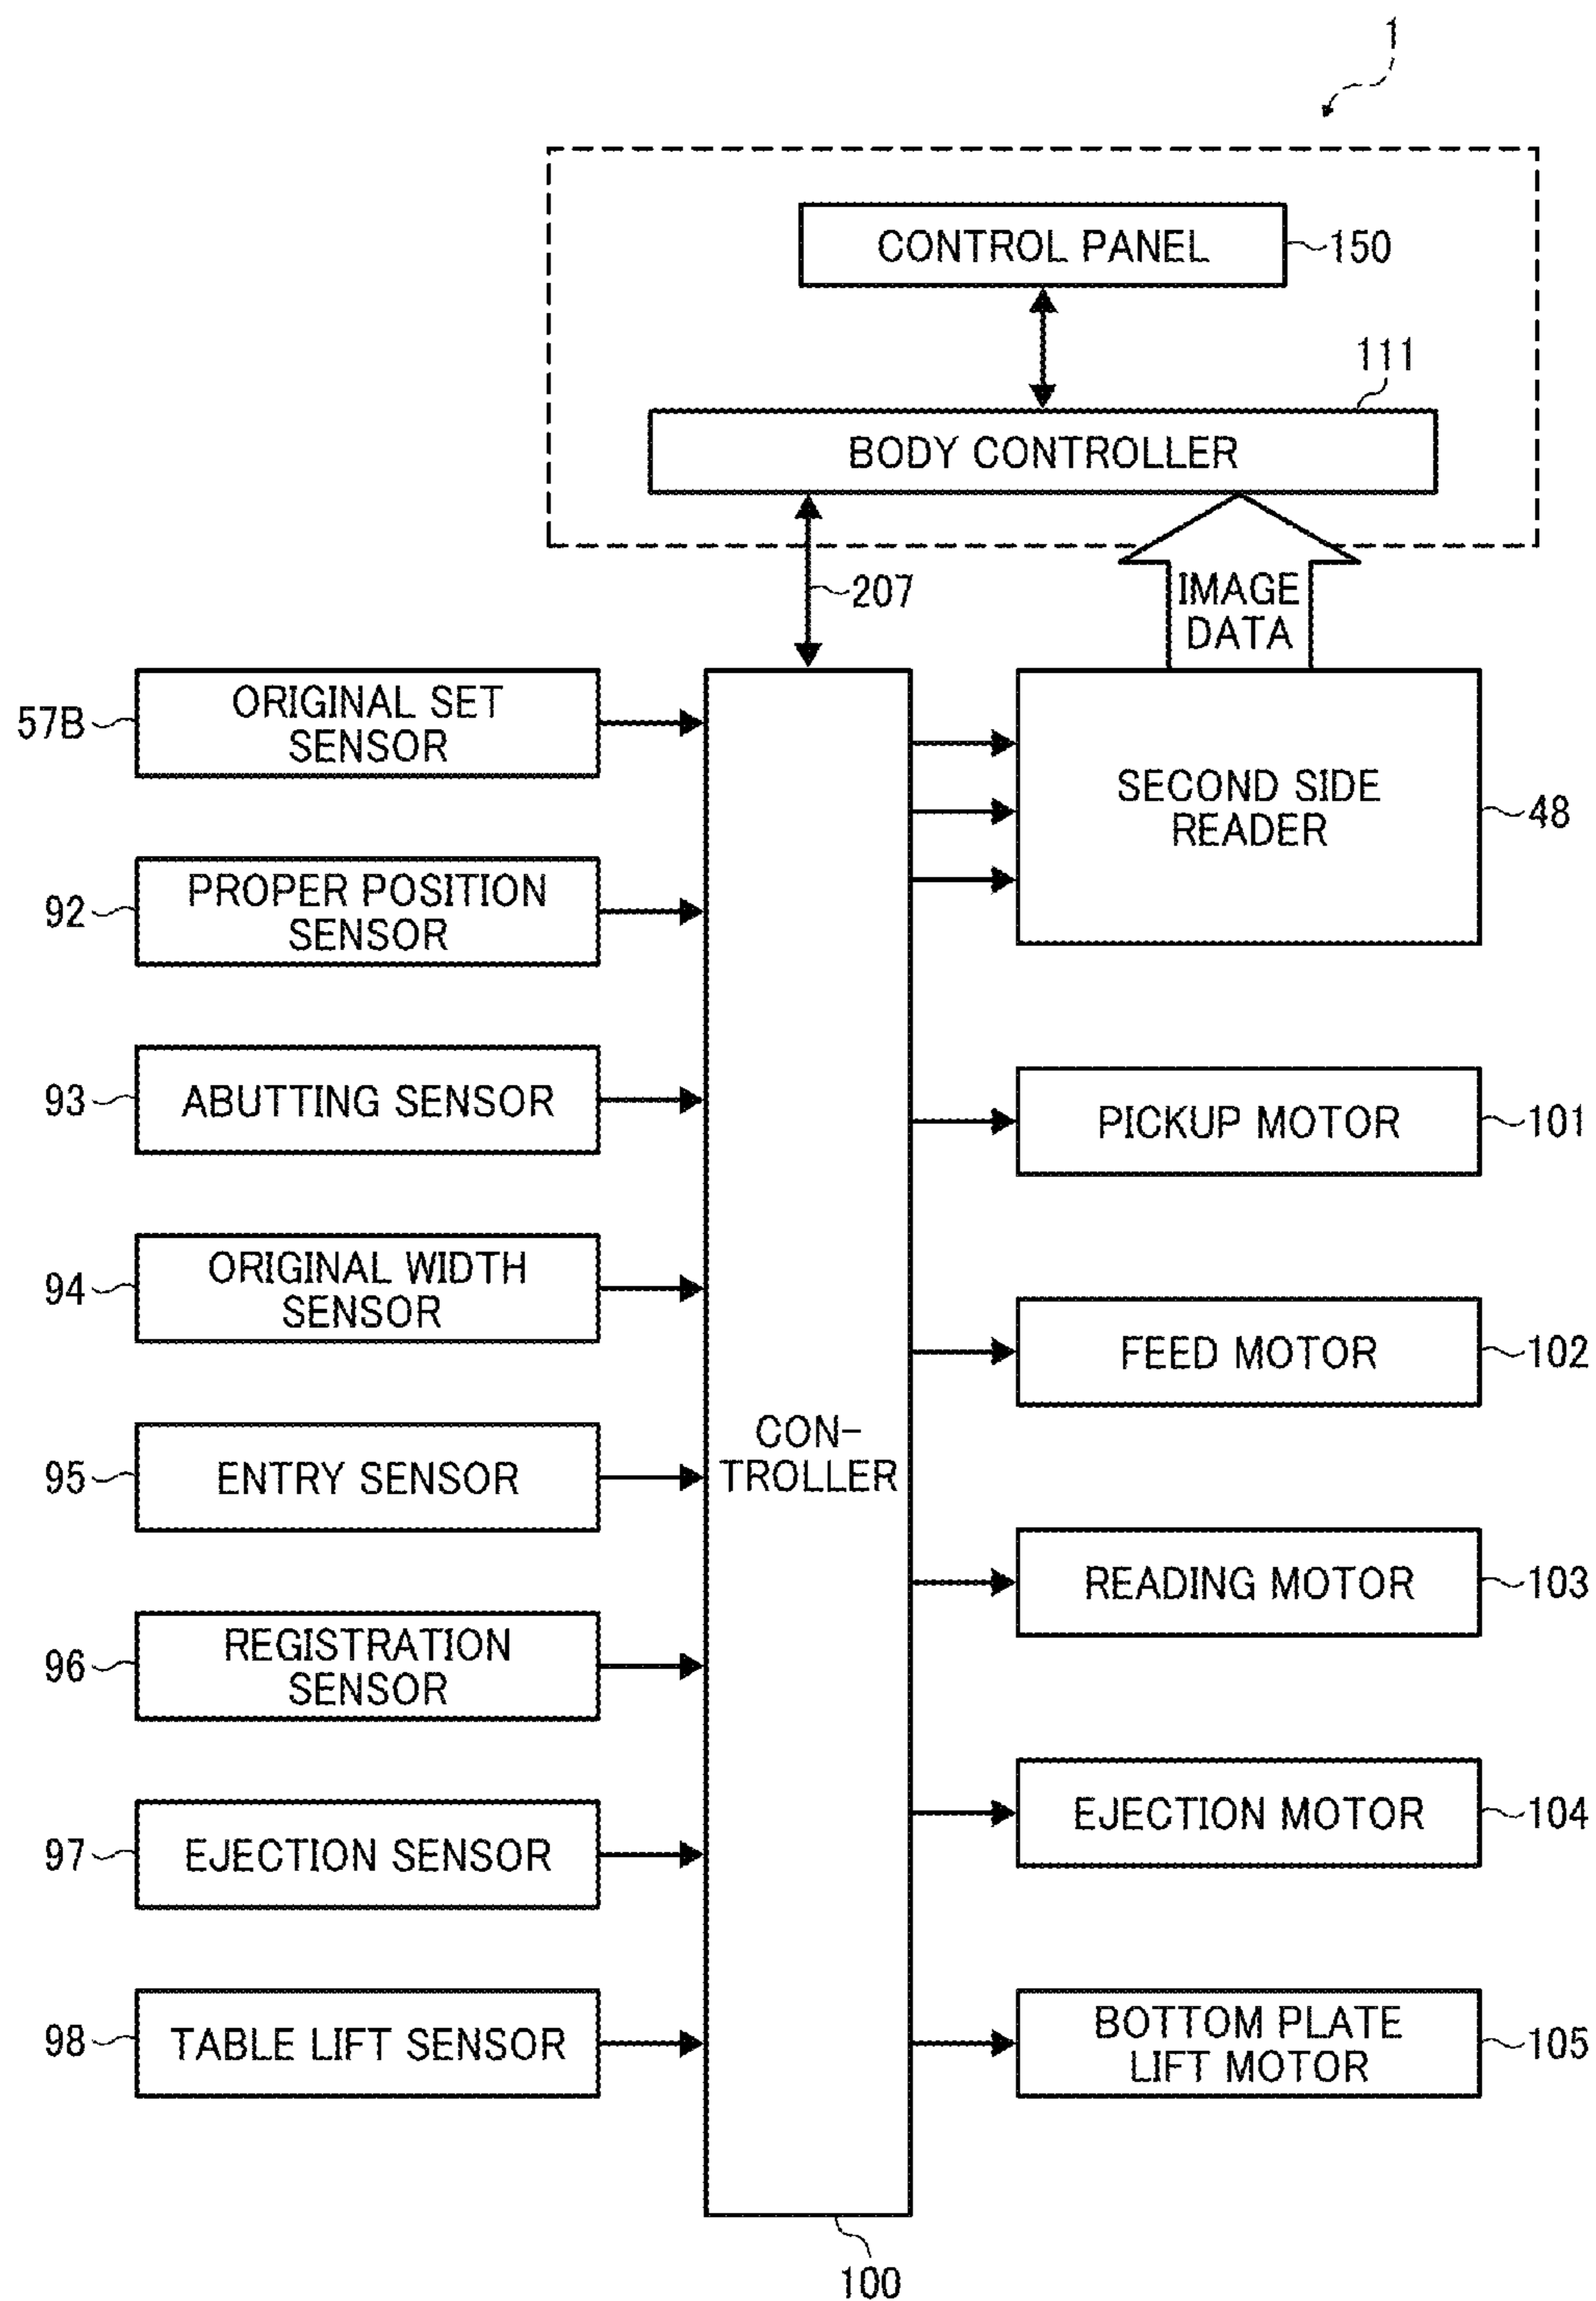 1
CONTROL PANEL
150
111
BODY CONTROLLER
207
IMAGE
DATA
57B
ORIGINAL SET
SENSOR
SECOND SIDE
READER
48
92
PROPER POSITION
SENSOR
93
ABUTTING SENSOR
PICKUP MOTOR
101
94
ORIGINAL WIDTH
SENSOR
FEED MOTOR
102
CON-
TROLLER
95
ENTRY SENSOR
READING MOTOR
103
96
REGISTRATION
SENSOR
EJECTION MOTOR
104
97
EJECTION SENSOR
98
TABLE LIFT SENSOR
BOTTOM PLATE
LIFT MOTOR
105
100